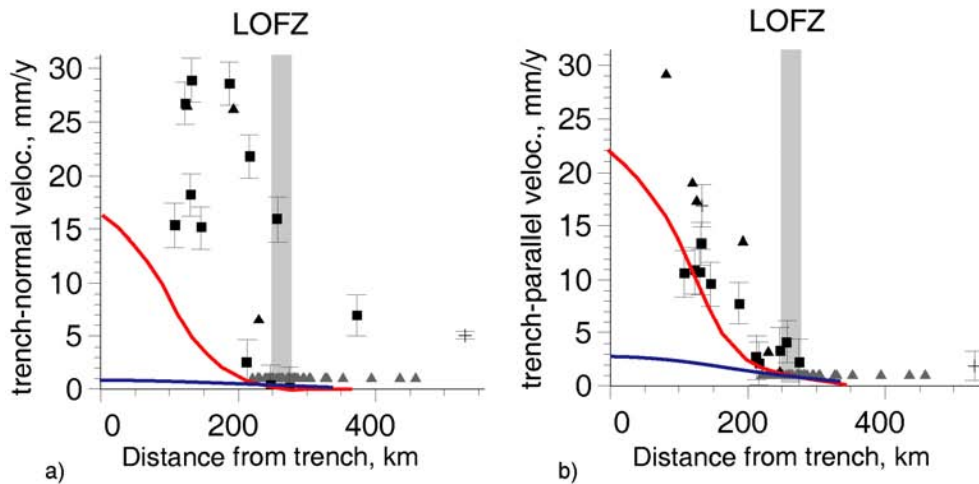 LOFZ
trench-normal veloc., mm/y
30
25
20
15
10
5
0
0 200 400
Distance from trench, km
a)
LOFZ
trench-parallel veloc., mm/y
30
25
20
15
10
5
0
0 200 400
Distance from trench, km
b)